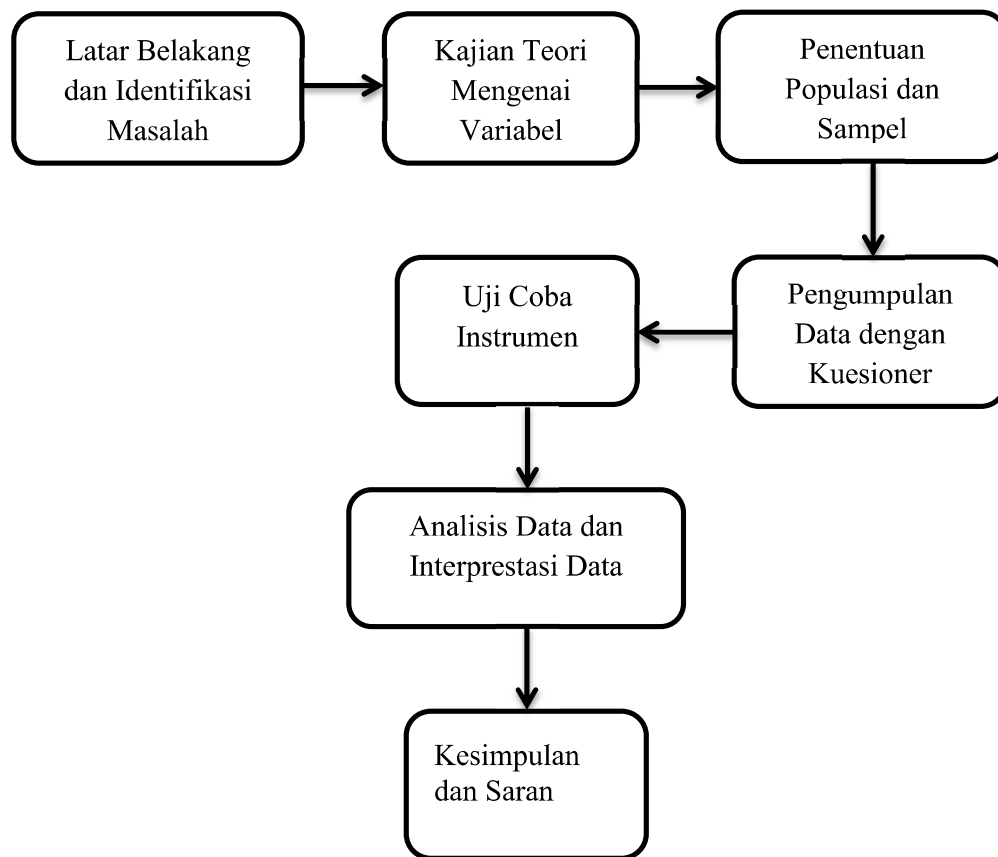 Latar Belakang
dan Identifikasi
Masalah
Kajian Teori
Mengenai
Variabel
Penentuan
Populasi dan
Sampel
Pengumpulan
Data dengan
Kuesioner
Uji Coba
Instrumen
Analisis Data dan
Interprestasi Data
Kesimpulan
dan Saran